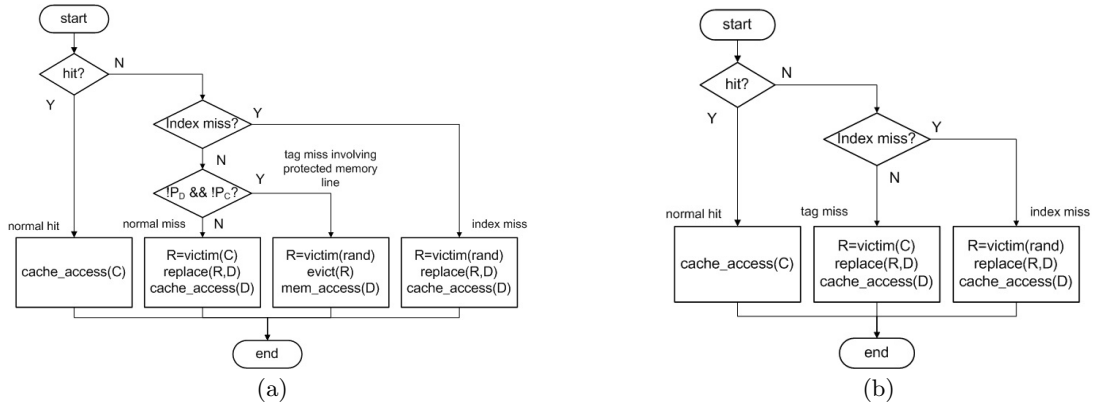 start
hit?
N
Y
Index miss?
Y
N
tag miss involving
protected memory
line
!PD && !PC?
Y
N
normal hit
normal miss
index miss
cache_access(C)
R=victim(C)
replace(R,D)
cache_access(D)
R=victim(rand)
evict(R)
mem_access(D)
R=victim(rand)
replace(R,D)
cache_access(D)
end
(a)
start
hit?
N
Y
Index miss?
Y
N
normal hit
tag miss
index miss
cache_access(C)
R=victim(C)
replace(R,D)
cache_access(D)
R=victim(rand)
replace(R,D)
cache_access(D)
end
(b)